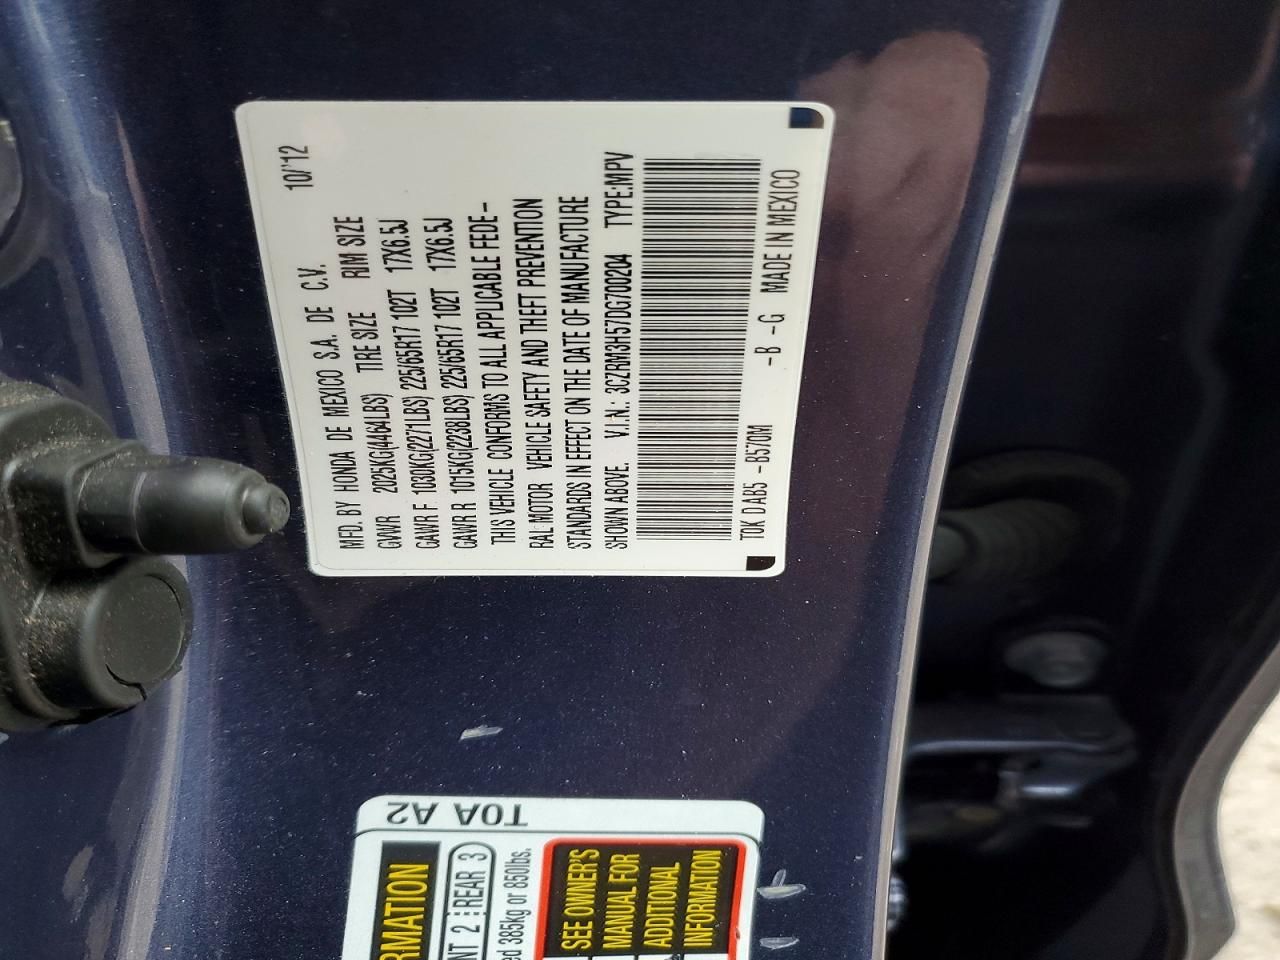 10/'12
MFD. BY HONDA DE MEXICO S.A. DE C.V.
GVWR 2025KG(4464LBS) TIRE SIZE RIM SIZE
GAWR F 1030KG(2271LBS) 225/65R17 102T 17X6.5J
GAWR R 1015KG(2238LBS) 225/65R17 102T 17X6.5J
THIS VEHICLE CONFORMS TO ALL APPLICABLE FEDE-
RAL MOTOR VEHICLE SAFETY AND THEFT PREVENTION
STANDARDS IN EFFECT ON THE DATE OF MANUFACTURE
SHOWN ABOVE. V.I.N.: 3CZRM3H57DG700204 TYPE:MPV
T0K DAB5 -B570M -B -G MADE IN MEXICO
T0A A2
RMATION
NT 2 REAR 3
ed 385kg or 850lbs.
SEE OWNER'S
MANUAL FOR
ADDITIONAL
INFORMATION